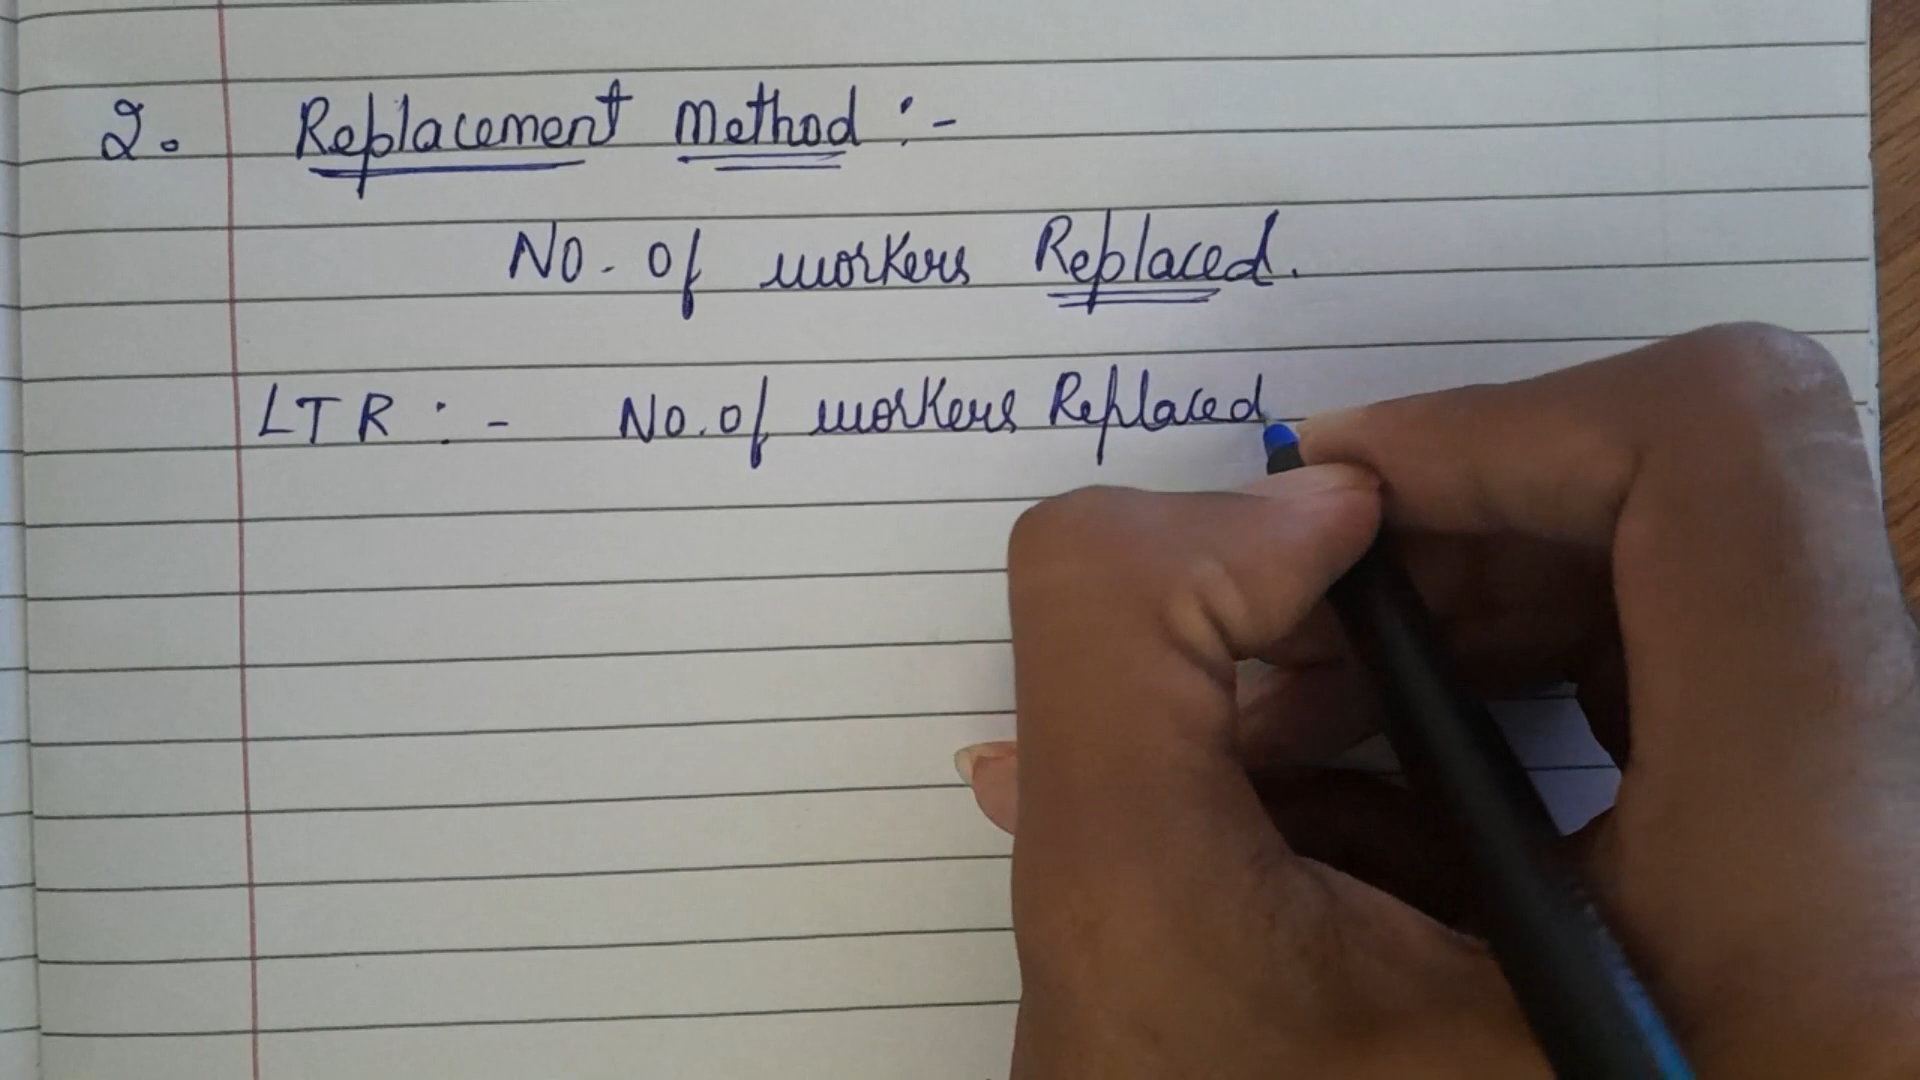 2. Replacement Method :-
No. of workers Replaced.
LTR :- No. of workers Replaced